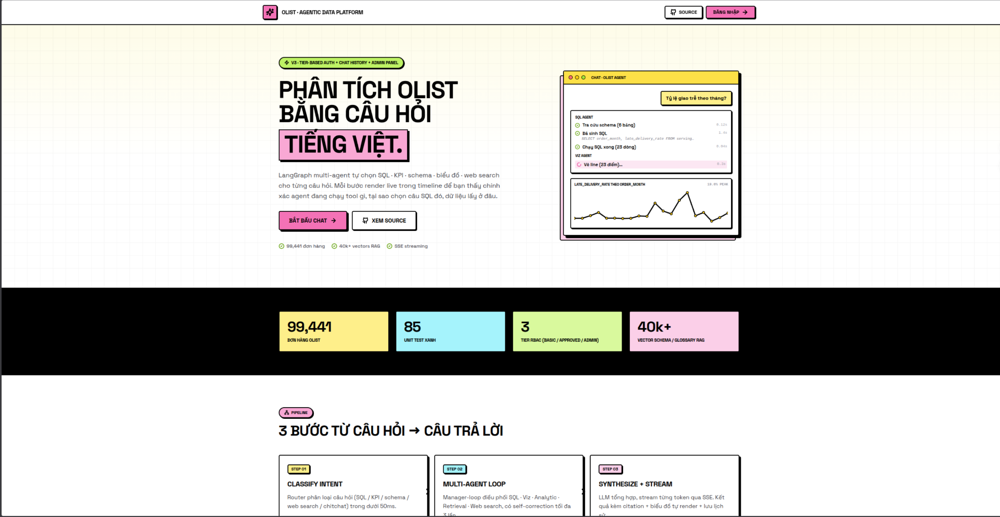 OLIST · AGENTIC DATA PLATFORM
SOURCE
ĐĂNG NHẬP →
V3 · TIER-BASED AUTH + CHAT HISTORY + ADMIN PANEL
PHÂN TÍCH OLIST
BẰNG CÂU HỎI
TIẾNG VIỆT.
LangGraph multi-agent tự chọn SQL · KPI · schema · biểu đồ · web search
cho từng câu hỏi. Mỗi bước render live trong timeline để bạn thấy chính
xác agent đang chạy tool gì, tại sao chọn câu SQL đó, dữ liệu lấy ở đâu.
BẮT ĐẦU CHAT →
XEM SOURCE
99,441 đơn hàng
40k+ vectors RAG
SSE streaming
CHAT · OLIST AGENT
Tỷ lệ giao trễ theo tháng?
SQL AGENT
Tra cứu schema (6 bảng) 0.12s
Đã sinh SQL 1.4s
SELECT order_month, late_delivery_rate FROM serving…
Chạy SQL xong (23 dòng) 0.04s
VIZ AGENT
Vẽ line (23 điểm)... 0.3s
LATE_DELIVERY_RATE THEO ORDER_MONTH 19.0% PEAK
99,441
ĐƠN HÀNG OLIST
85
UNIT TEST XANH
3
TIER RBAC (BASIC / APPROVED / ADMIN)
40k+
VECTOR SCHEMA / GLOSSARY RAG
PIPELINE
3 BƯỚC TỪ CÂU HỎI → CÂU TRẢ LỜI
STEP 01
CLASSIFY INTENT
Router phân loại câu hỏi (SQL / KPI / schema /
web search / chitchat) trong dưới 50ms.
STEP 02
MULTI-AGENT LOOP
Manager-loop điều phối SQL · Viz · Analytic ·
Retrieval · Web search, có self-correction tối đa
3 lần
STEP 03
SYNTHESIZE + STREAM
LLM tổng hợp, stream từng token qua SSE. Kết
quả kèm citation + biểu đồ tự render + lưu lịch
sử